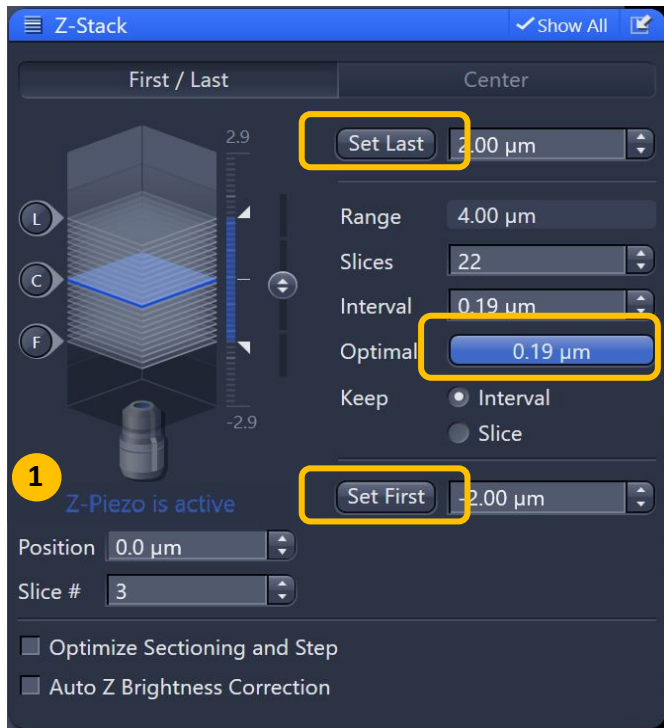 Z-Stack Show All
First / Last Center
2.9
Set Last 2.00 µm
L
Range 4.00 µm
Slices 22
C
Interval 0.19 µm
F
Optimal 0.19 µm
Keep Interval
-2.9
Slice
1
Z-Piezo is active
Set First -2.00 µm
Position 0.0 µm
Slice # 3
Optimize Sectioning and Step
Auto Z Brightness Correction